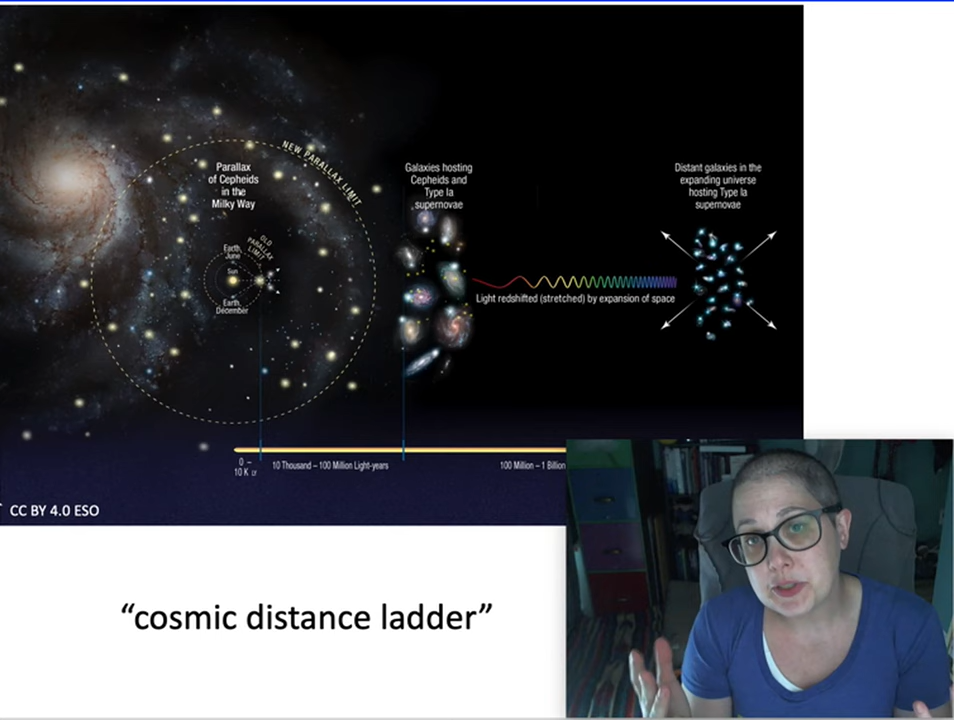 NEW PARALLAX LIMIT
Parallax
of Cepheids
in the
Milky Way
Galaxies hosting
Cepheids and
Type Ia
supernovae
Distant galaxies in the
expanding universe
hosting Type Ia
supernovae
OLD
PARALLAX
LIMIT
Earth,
June
Sun
Earth,
December
Light redshifted (stretched) by expansion of space
0 –
10 K LY
10 Thousand – 100 Million Light-years
100 Million – 1 Billion
CC BY 4.0 ESO
“cosmic distance ladder”